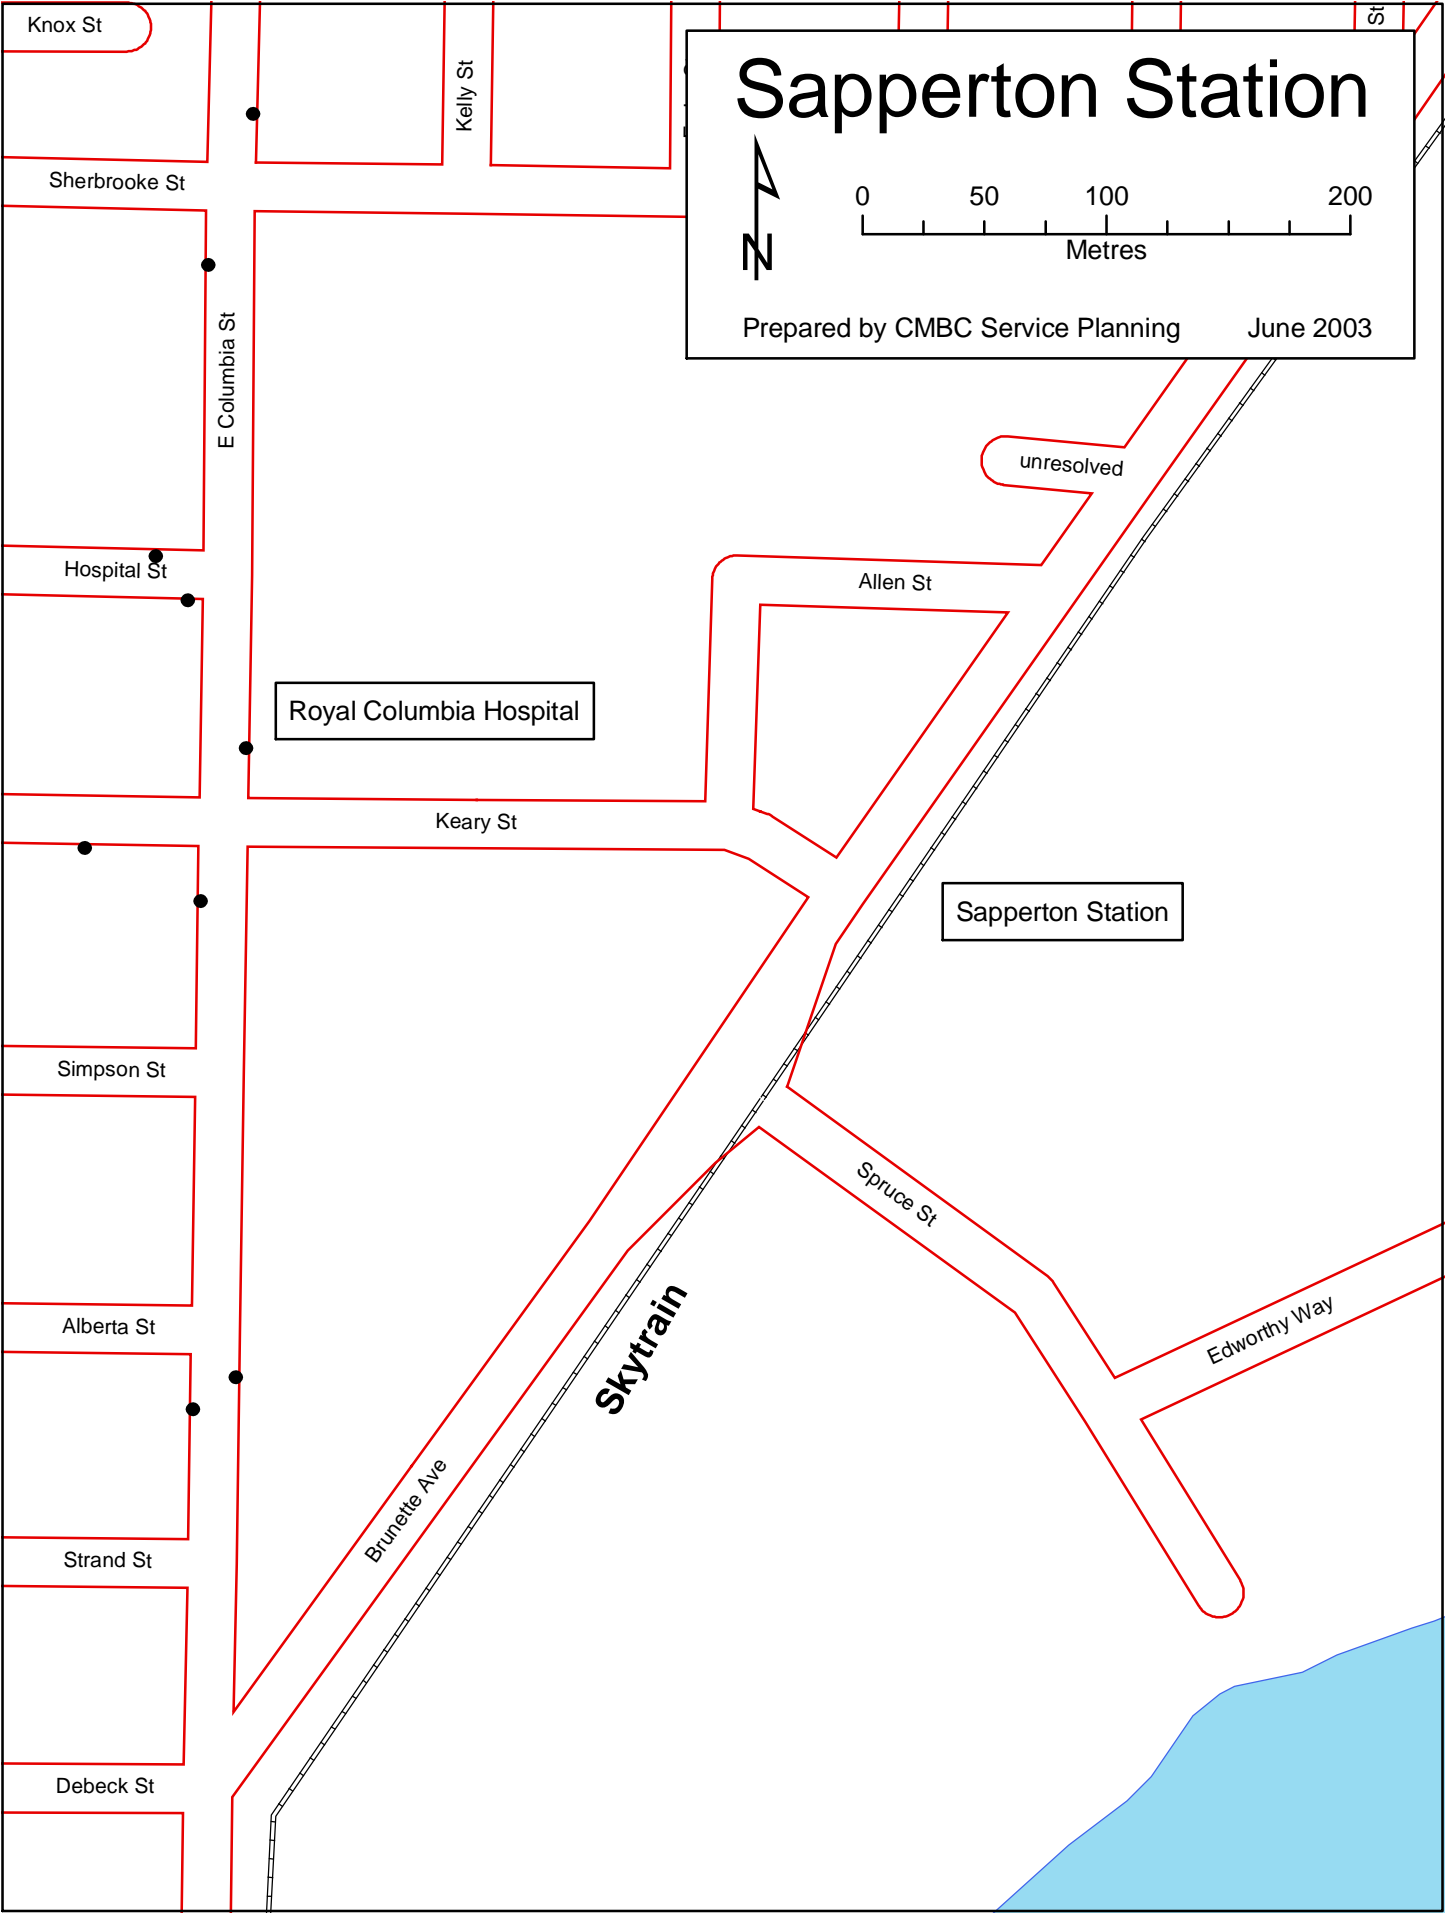 Knox St
Kelly St
St
Sapperton Station
0 50 100 200
Metres
N
Prepared by CMBC Service Planning June 2003
Sherbrooke St
E Columbia St
unresolved
Hospital St
Allen St
Royal Columbia Hospital
Keary St
Sapperton Station
Simpson St
Spruce St
Alberta St
Skytrain
Edworthy Way
Brunette Ave
Strand St
Debeck St